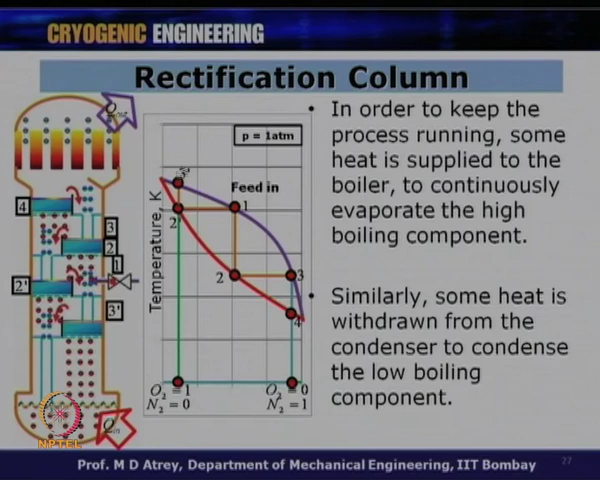 CRYOGENIC ENGINEERING
Rectification Column
• In order to keep the
process running, some
heat is supplied to the
boiler, to continuously
evaporate the high
boiling component.
• Similarly, some heat is
withdrawn from the
condenser to condense
the low boiling
component.
4
3
2
1
2'
3'
NPTEL
p = 1atm
Feed in
Temperature, K
1
2'
2
3
4
O2 = 1
N2 = 0
O2 = 0
N2 = 1
Prof. M D Atrey, Department of Mechanical Engineering, IIT Bombay
27